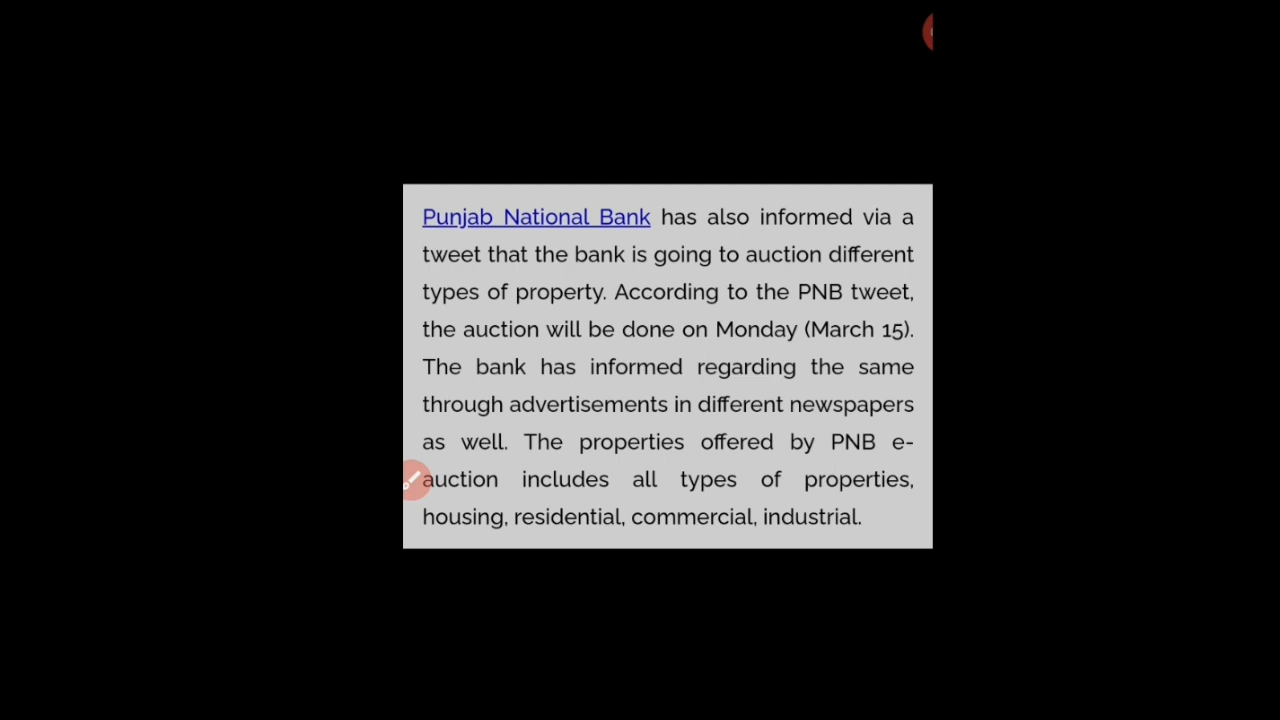 Punjab National Bank has also informed via a
tweet that the bank is going to auction different
types of property. According to the PNB tweet,
the auction will be done on Monday (March 15).
The bank has informed regarding the same
through advertisements in different newspapers
as well. The properties offered by PNB e-
auction includes all types of properties,
housing, residential, commercial, industrial.